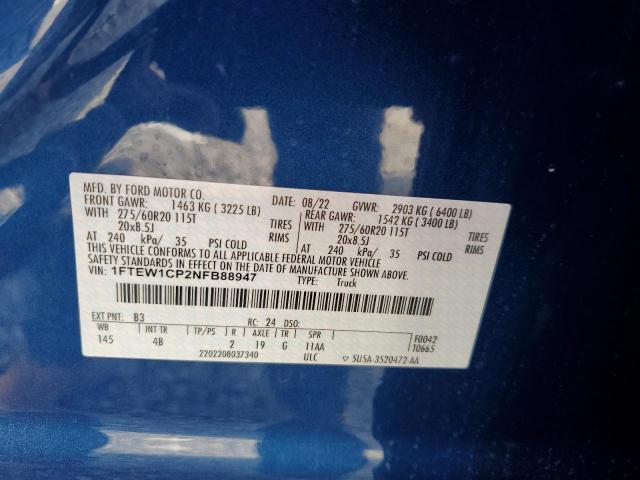 MFD. BY FORD MOTOR CO.
DATE: 08/22 GVWR: 2903 KG ( 6400 LB)
FRONT GAWR: 1463 KG ( 3225 LB)
REAR GAWR: 1542 KG ( 3400 LB)
WITH 275/60R20 115T TIRES
WITH 275/60R20 115T TIRES
20x8.5J RIMS
20x8.5J RIMS
AT 240 kPa/ 35 PSI COLD
AT 240 kPa/ 35 PSI COLD
THIS VEHICLE CONFORMS TO ALL APPLICABLE FEDERAL MOTOR VEHICLE
SAFETY STANDARDS IN EFFECT ON THE DATE OF MANUFACTURE SHOWN ABOVE.
VIN: 1FTEW1CP2NFB88947
TYPE: Truck
EXT PNT: B3 RC: 24 DSO:
WB INT TR TP/PS R AXLE TR SPR F0042
145 4B 2 19 G 11AA T0665
2202208037340 ULC 5U5A-3520472-AA